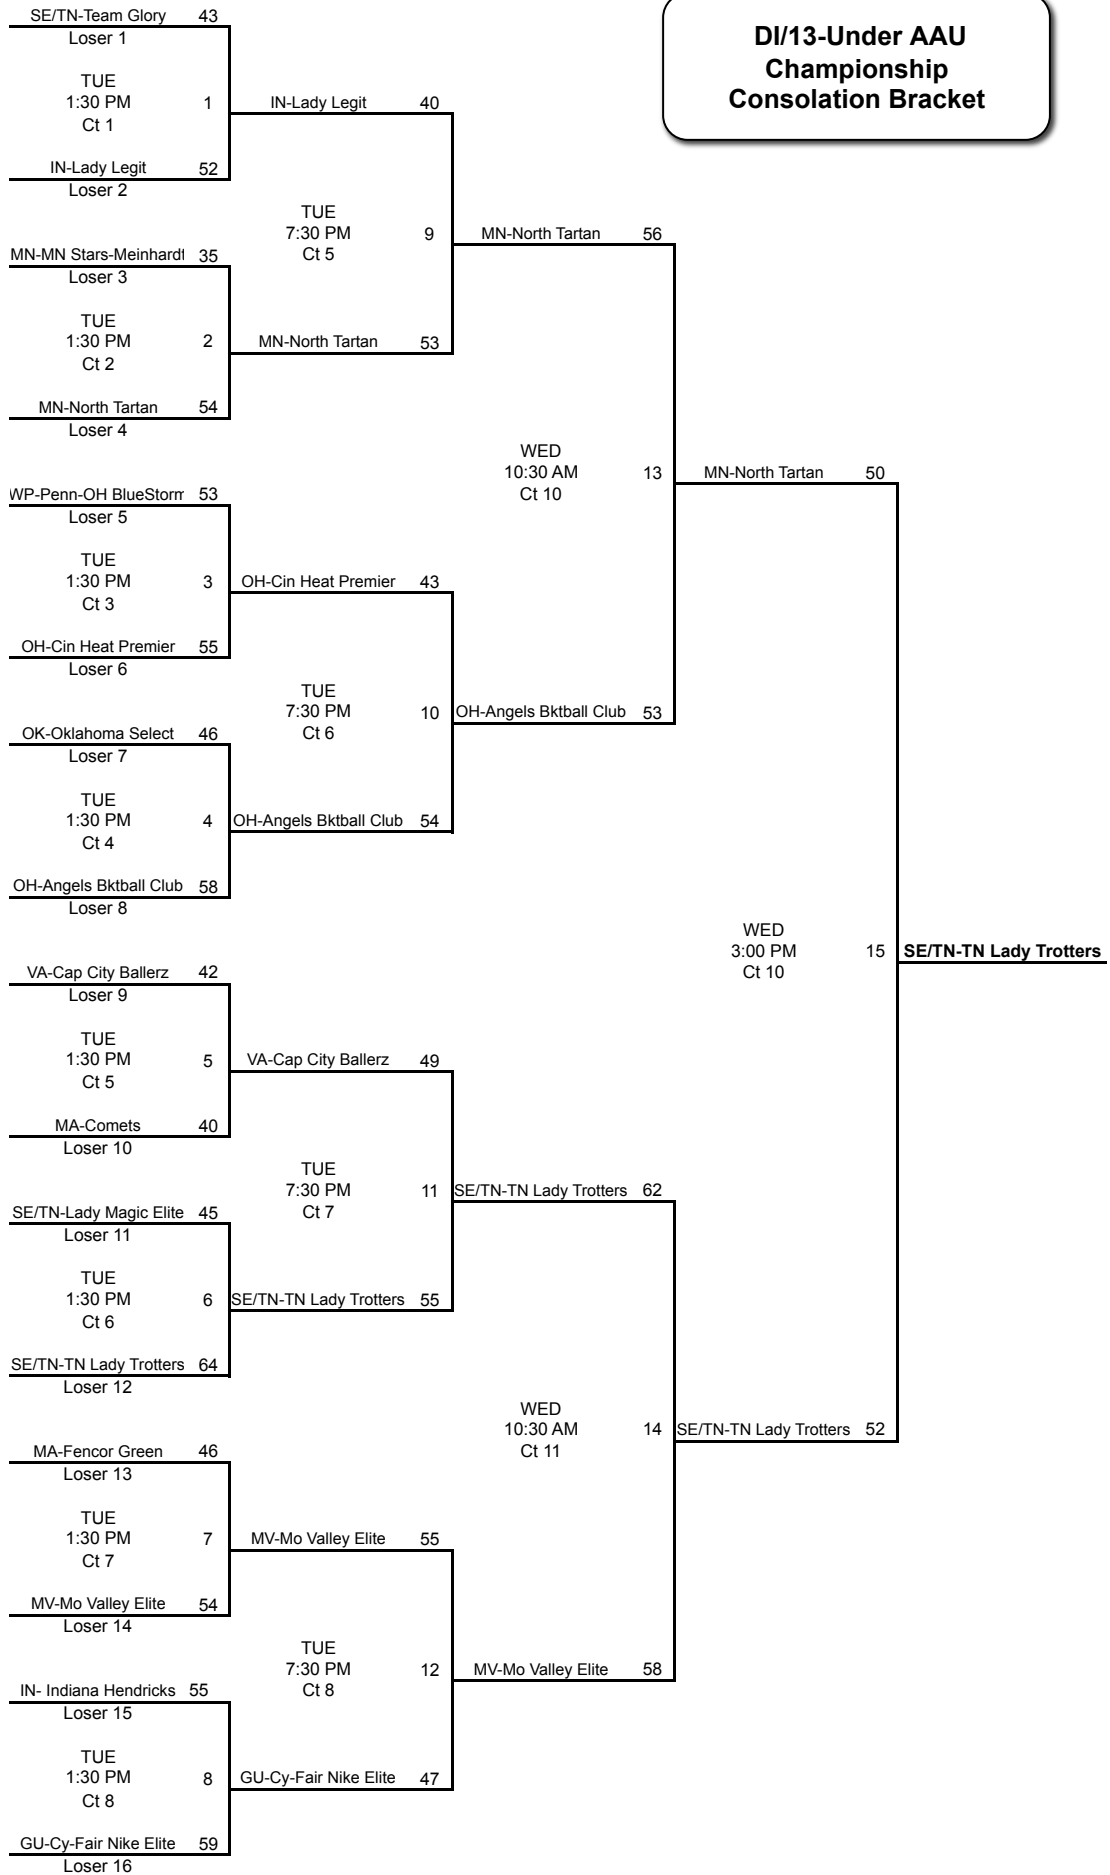 SE/TN-Team Glory 43
Loser 1
TUE
1:30 PM 1
Ct 1
IN-Lady Legit 52
Loser 2
MN-MN Stars-Meinhardt 35
Loser 3
TUE
1:30 PM 2
Ct 2
MN-North Tartan 54
Loser 4
WP-Penn-OH BlueStorm 53
Loser 5
TUE
1:30 PM 3
Ct 3
OH-Cin Heat Premier 55
Loser 6
OK-Oklahoma Select 46
Loser 7
TUE
1:30 PM 4
Ct 4
OH-Angels Bktball Club 58
Loser 8
VA-Cap City Ballerz 42
Loser 9
TUE
1:30 PM 5
Ct 5
MA-Comets 40
Loser 10
SE/TN-Lady Magic Elite 45
Loser 11
TUE
1:30 PM 6
Ct 6
SE/TN-TN Lady Trotters 64
Loser 12
MA-Fencor Green 46
Loser 13
TUE
1:30 PM 7
Ct 7
MV-Mo Valley Elite 54
Loser 14
IN- Indiana Hendricks 55
Loser 15
TUE
1:30 PM 8
Ct 8
GU-Cy-Fair Nike Elite 59
Loser 16
IN-Lady Legit 40
TUE
7:30 PM 9
Ct 5
MN-North Tartan 53
OH-Cin Heat Premier 43
TUE
7:30 PM 10
Ct 6
OH-Angels Bktball Club 54
VA-Cap City Ballerz 49
TUE
7:30 PM 11
Ct 7
SE/TN-TN Lady Trotters 55
MV-Mo Valley Elite 55
TUE
7:30 PM 12
Ct 8
GU-Cy-Fair Nike Elite 47
MN-North Tartan 56
WED
10:30 AM 13
Ct 10
OH-Angels Bktball Club 53
SE/TN-TN Lady Trotters 62
WED
10:30 AM 14
Ct 11
MV-Mo Valley Elite 58
DI/13-Under AAU
Championship
Consolation Bracket
MN-North Tartan 50
WED
3:00 PM 15
Ct 10
SE/TN-TN Lady Trotters 52
SE/TN-TN Lady Trotters